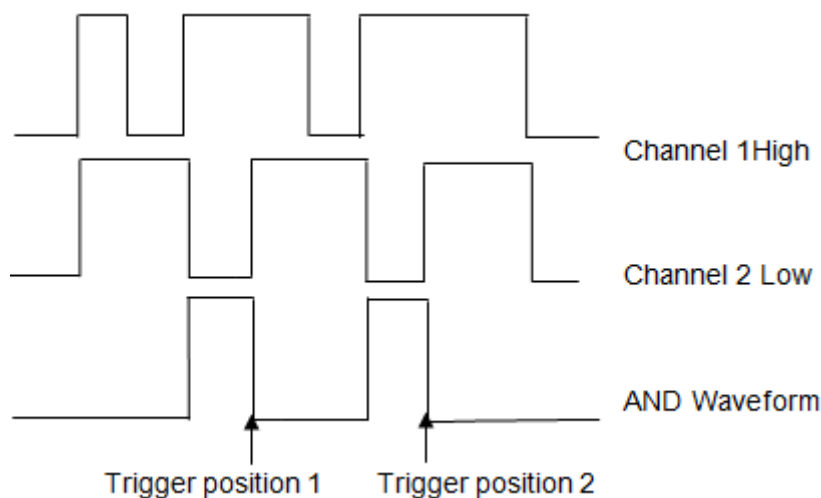 Channel 1High
Channel 2 Low
AND Waveform
Trigger position 1
Trigger position 2